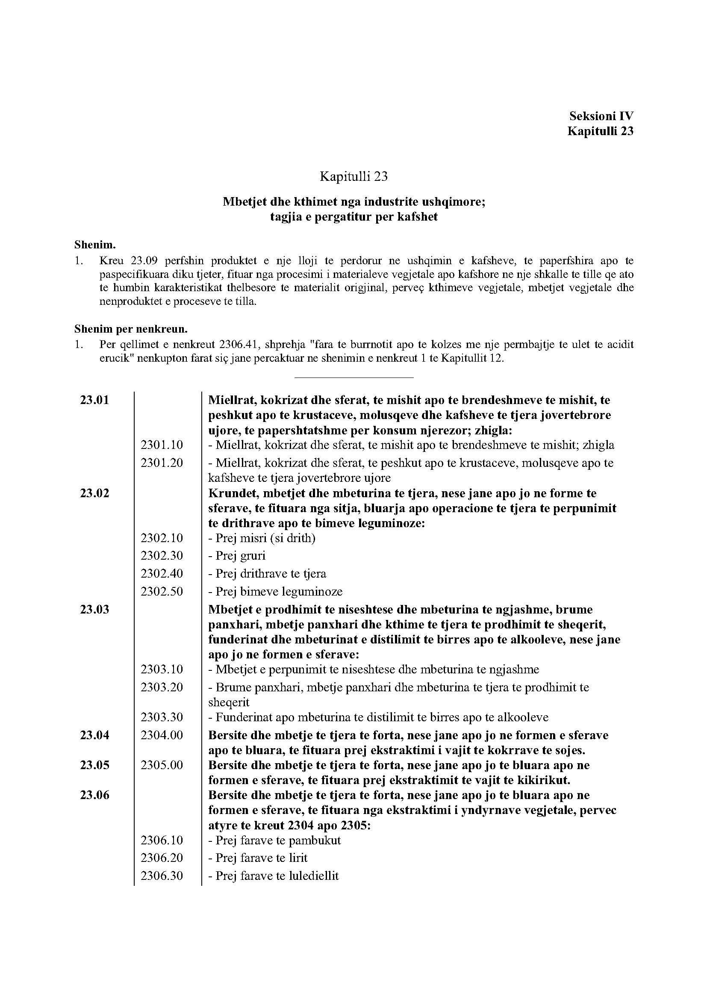 Seksioni IV
Kapitulli 23
Kapitulli 23
Mbetjet dhe kthimet nga industrite ushqimore;
tagjia e pergatitur per kafshet
Shenim.
1. Kreu 23.09 perfshin produktet e nje lloji te perdorur ne ushqimin e kafsheve, te paperfshira apo te
paspecifikuara diku tjeter, fituar nga procesimi i materialeve vegjetale apo kafshore ne nje shkalle te tille qe ato
te humbin karakteristikat thelbesore te materialit origjinal, perveç kthimeve vegjetale, mbetjet vegjetale dhe
nenproduktet e proceseve te tilla.
Shenim per nenkreun.
1. Per qellimet e nenkreut 2306.41, shprehja "fara te burrnotit apo te kolzes me nje permbajtje te ulet te acidit
erucik" nenkupton farat siç jane percaktuar ne shenimin e nenkreut 1 te Kapitullit 12.
23.01 Miellrat, kokrizat dhe sferat, te mishit apo te brendeshmeve te mishit, te
peshkut apo te krustaceve, molusqeve dhe kafsheve te tjera jovertebrore
ujore, te papershtatshme per konsum njerezor; zhigla:
2301.10 - Miellrat, kokrizat dhe sferat, te mishit apo te brendeshmeve te mishit; zhigla
2301.20 - Miellrat, kokrizat dhe sferat, te peshkut apo te krustaceve, molusqeve apo te
kafsheve te tjera jovertebrore ujore
23.02 Krundet, mbetjet dhe mbeturina te tjera, nese jane apo jo ne forme te
sferave, te fituara nga sitja, bluarja apo operacione te tjera te perpunimit
te drithrave apo te bimeve leguminoze:
2302.10 - Prej misri (si drith)
2302.30 - Prej gruri
2302.40 - Prej drithrave te tjera
2302.50 - Prej bimeve leguminoze
23.03 Mbetjet e prodhimit te niseshtese dhe mbeturina te ngjashme, brume
panxhari, mbetje panxhari dhe kthime te tjera te prodhimit te sheqerit,
funderinat dhe mbeturinat e distilimit te birres apo te alkooleve, nese jane
apo jo ne formen e sferave:
2303.10 - Mbetjet e perpunimit te niseshtese dhe mbeturina te ngjashme
2303.20 - Brume panxhari, mbetje panxhari dhe mbeturina te tjera te prodhimit te
sheqerit
2303.30 - Funderinat apo mbeturina te distilimit te birres apo te alkooleve
23.04 2304.00 Bersite dhe mbetje te tjera te forta, nese jane apo jo ne formen e sferave
apo te bluara, te fituara prej ekstraktimi i vajit te kokrrave te sojes.
23.05 2305.00 Bersite dhe mbetje te tjera te forta, nese jane apo jo te bluara apo ne
formen e sferave, te fituara prej ekstraktimit te vajit te kikirikut.
23.06 Bersite dhe mbetje te tjera te forta, nese jane apo jo te bluara apo ne
formen e sferave, te fituara nga ekstraktimi i yndyrnave vegjetale, pervec
atyre te kreut 2304 apo 2305:
2306.10 - Prej farave te pambukut
2306.20 - Prej farave te lirit
2306.30 - Prej farave te lulediellit